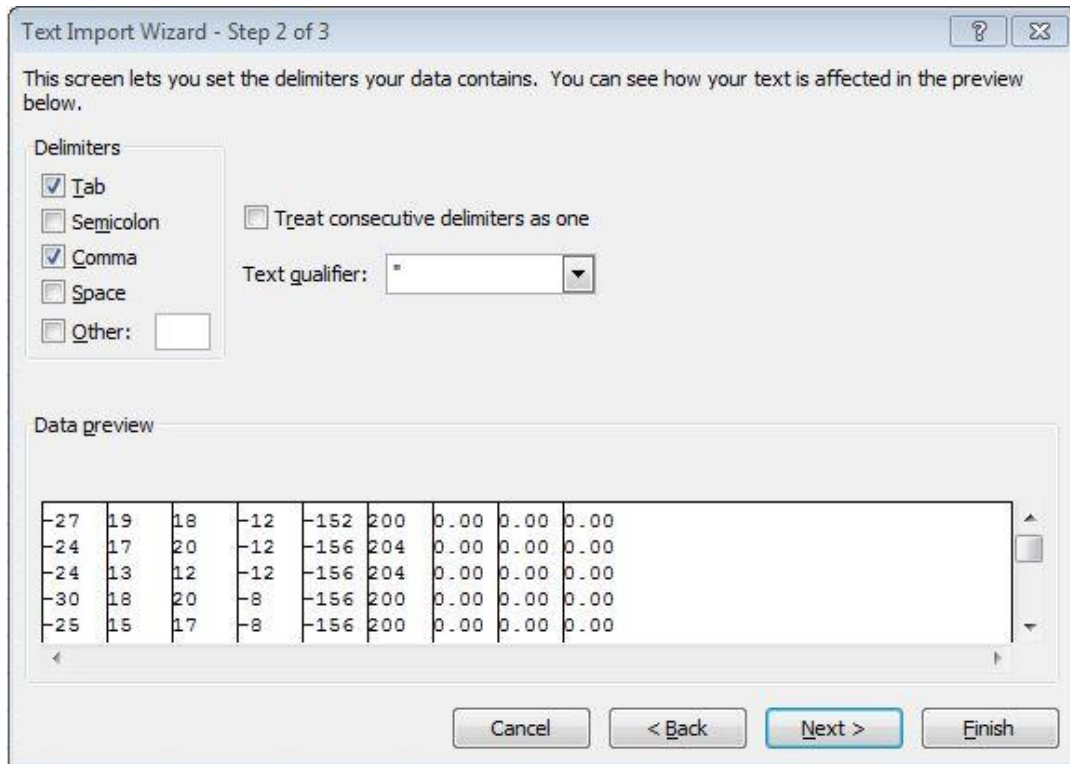 Text Import Wizard - Step 2 of 3
This screen lets you set the delimiters your data contains. You can see how your text is affected in the preview
below.
Delimiters
Tab
Semicolon
Comma
Space
Other:
Treat consecutive delimiters as one
Text qualifier: "
Data preview
-27 19 18 -12 -152 200 0.00 0.00 0.00
-24 17 20 -12 -156 204 0.00 0.00 0.00
-24 13 12 -12 -156 204 0.00 0.00 0.00
-30 18 20 -8 -156 200 0.00 0.00 0.00
-25 15 17 -8 -156 200 0.00 0.00 0.00
Cancel < Back Next > Finish